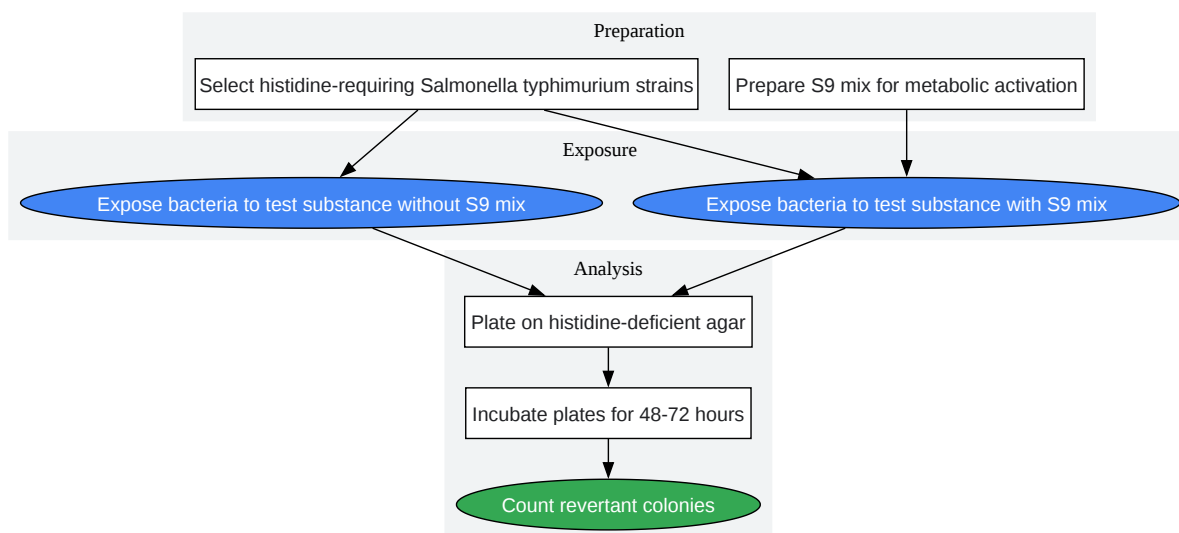 Preparation
Select histidine-requiring Salmonella typhimurium strains
Prepare S9 mix for metabolic activation
Exposure
Expose bacteria to test substance without S9 mix
Expose bacteria to test substance with S9 mix
Analysis
Plate on histidine-deficient agar
Incubate plates for 48-72 hours
Count revertant colonies